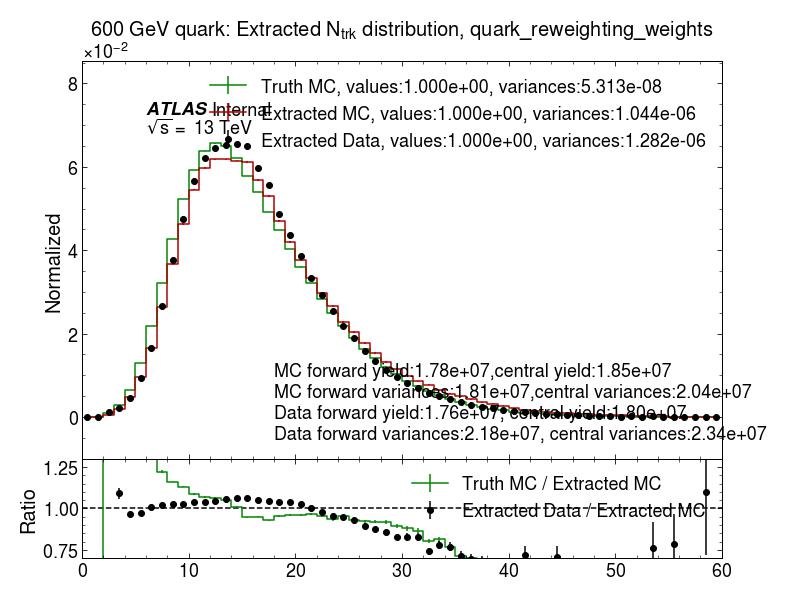 600 GeV quark: Extracted Ntrk distribution, quark_reweighting_weights
×10−2
Truth MC, values:1.000e+00, variances:5.313e-08
ATLAS Internal
Extracted MC, values:1.000e+00, variances:1.044e-06
√s = 13 TeV
Extracted Data, values:1.000e+00, variances:1.282e-06
8
6
4
2
0
Normalized
MC forward yield:1.78e+07,central yield:1.85e+07
MC forward variances:1.81e+07,central variances:2.04e+07
Data forward yield:1.76e+07, central yield:1.80e+07
Data forward variances:2.18e+07, central variances:2.34e+07
1.25
1.00
0.75
Ratio
Truth MC / Extracted MC
Extracted Data / Extracted MC
0 10 20 30 40 50 60